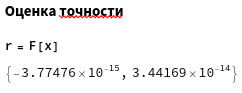 Оценка точности
r = F[x]
{-3.77476×10⁻¹⁵, 3.44169×10⁻¹⁴}